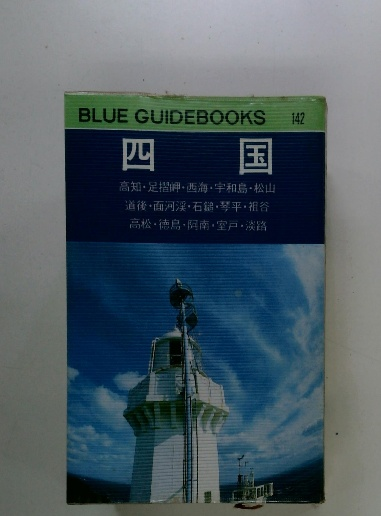 BLUE GUIDEBOOKS 142
四国
高知・足摺岬・西海・宇和島・松山
道後・面河渓・石鎚・琴平・祖谷
高松・徳島・阿南・室戸・淡路